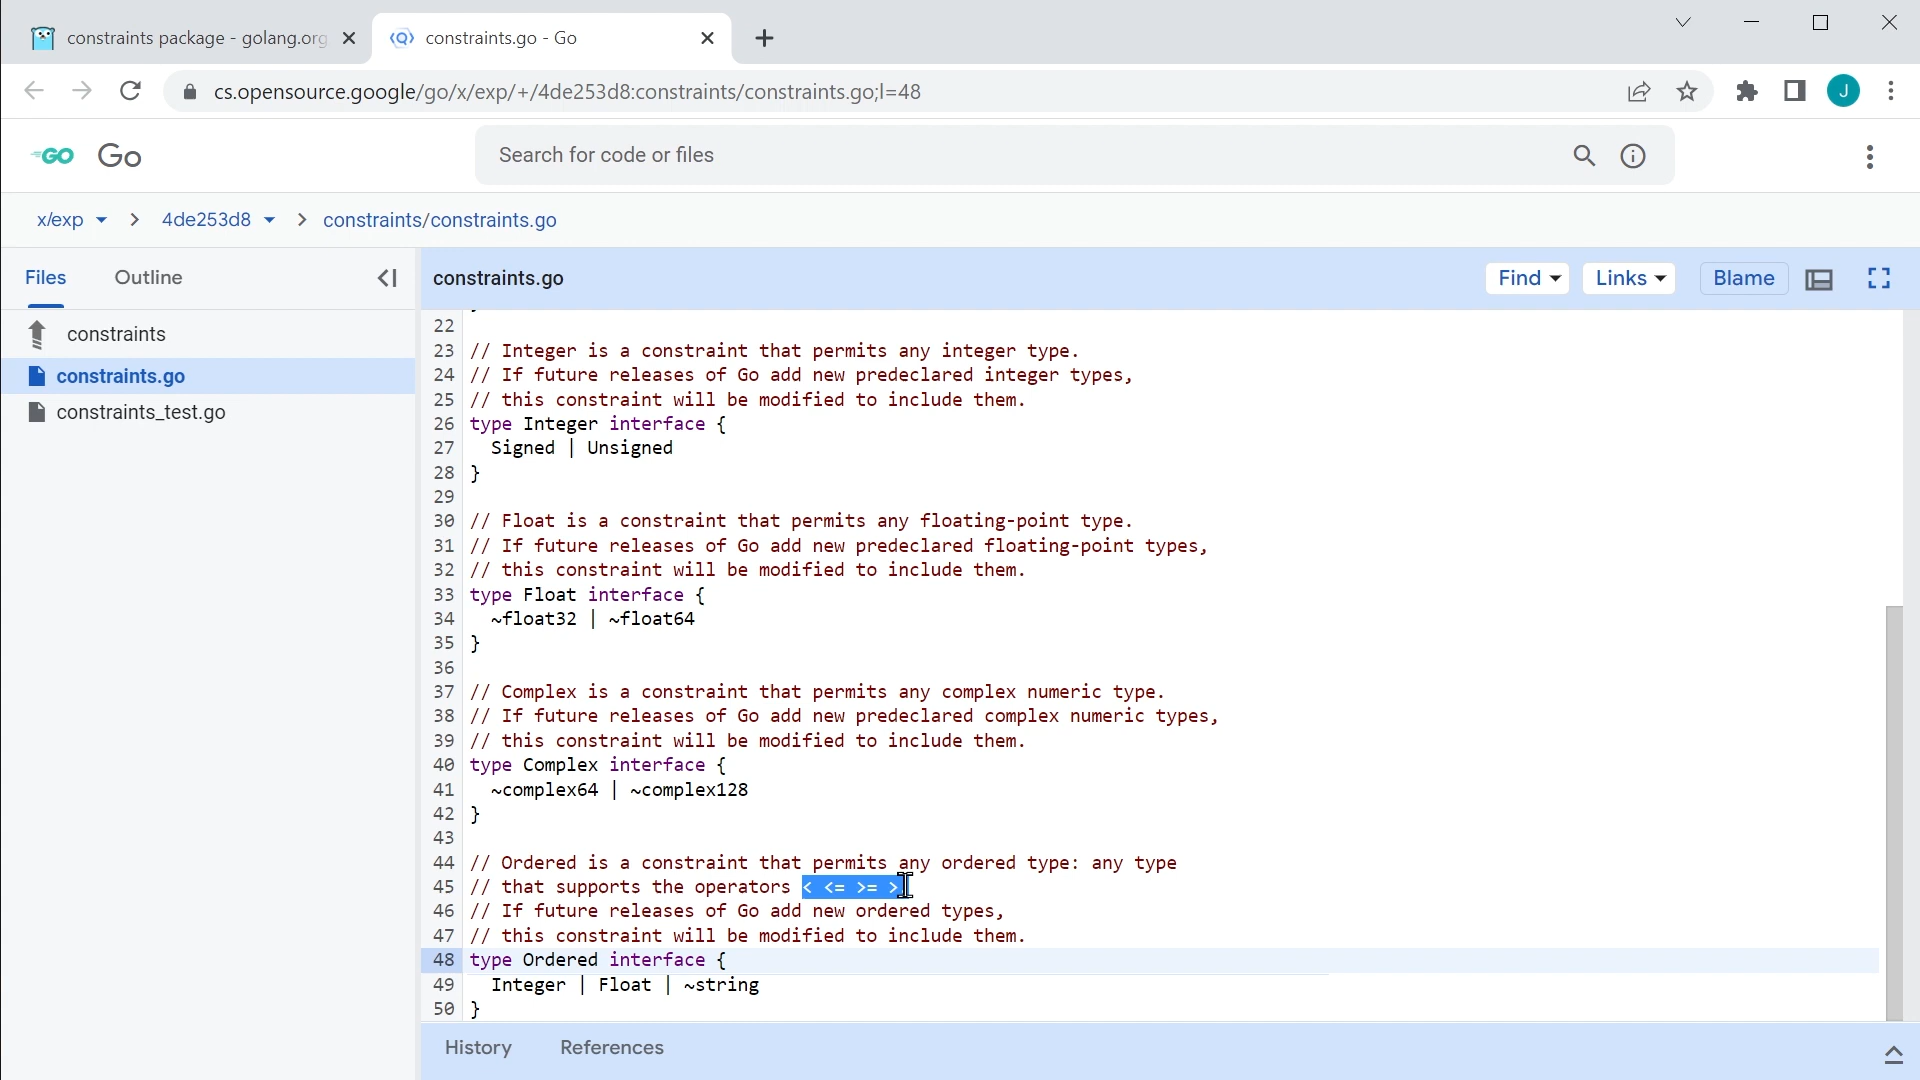 constraints package - golang.org
constraints.go - Go
cs.opensource.google/go/x/exp/+/4de253d8:constraints/constraints.go;l=48
J
GO Go
Search for code or files
x/exp > 4de253d8 > constraints/constraints.go
Files Outline
constraints.go
Find Links Blame
constraints
constraints.go
constraints_test.go
22
23 // Integer is a constraint that permits any integer type.
24 // If future releases of Go add new predeclared integer types,
25 // this constraint will be modified to include them.
26 type Integer interface {
27 Signed | Unsigned
28 }
29
30 // Float is a constraint that permits any floating-point type.
31 // If future releases of Go add new predeclared floating-point types,
32 // this constraint will be modified to include them.
33 type Float interface {
34 ~float32 | ~float64
35 }
36
37 // Complex is a constraint that permits any complex numeric type.
38 // If future releases of Go add new predeclared complex numeric types,
39 // this constraint will be modified to include them.
40 type Complex interface {
41 ~complex64 | ~complex128
42 }
43
44 // Ordered is a constraint that permits any ordered type: any type
45 // that supports the operators < <= >= >
46 // If future releases of Go add new ordered types,
47 // this constraint will be modified to include them.
48 type Ordered interface {
49 Integer | Float | ~string
50 }
History References